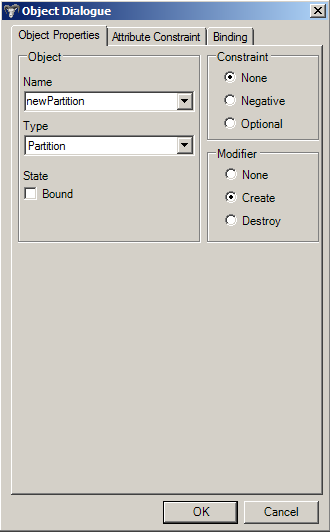 Object Dialogue
Object Properties
Attribute Constraint
Binding
Object
Name
newPartition
Type
Partition
State
Bound
Constraint
None
Negative
Optional
Modifier
None
Create
Destroy
OK
Cancel